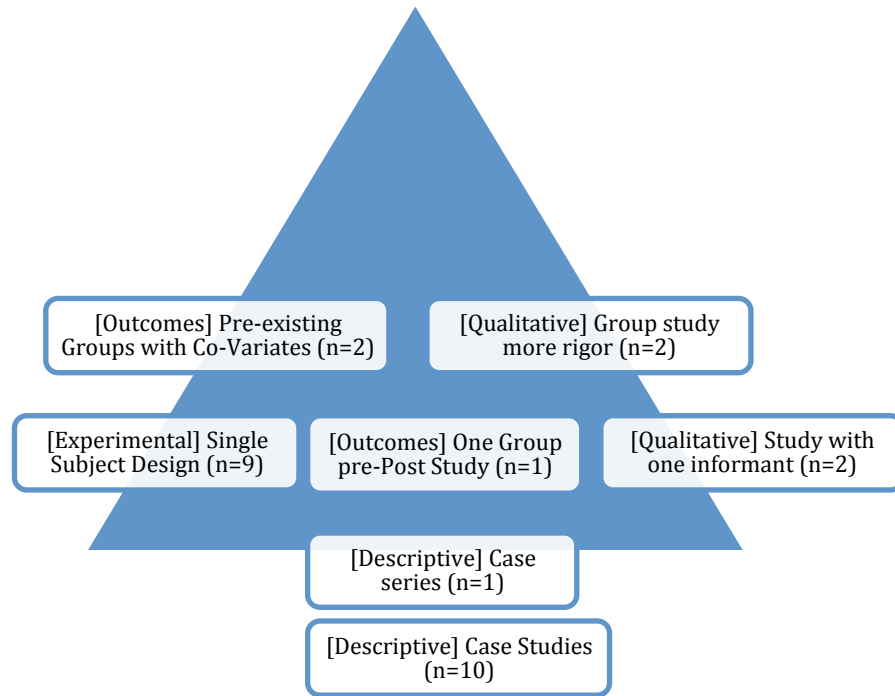 [Outcomes] Pre-existing
Groups with Co-Variates (n=2)
[Qualitative] Group study
more rigor (n=2)
[Experimental] Single
Subject Design (n=9)
[Outcomes] One Group
pre-Post Study (n=1)
[Qualitative] Study with
one informant (n=2)
[Descriptive] Case
series (n=1)
[Descriptive] Case Studies
(n=10)